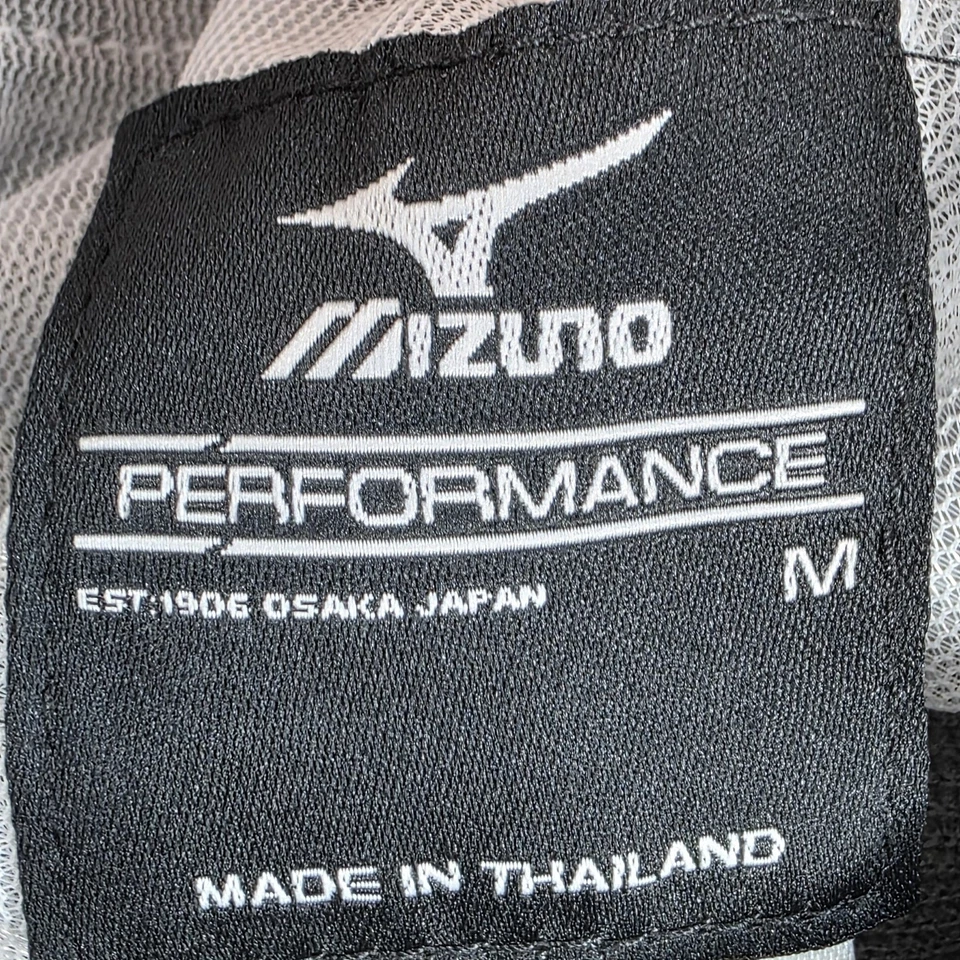 MIZUNO
PERFORMANCE
M
EST.1906 OSAKA JAPAN
MADE IN THAILAND